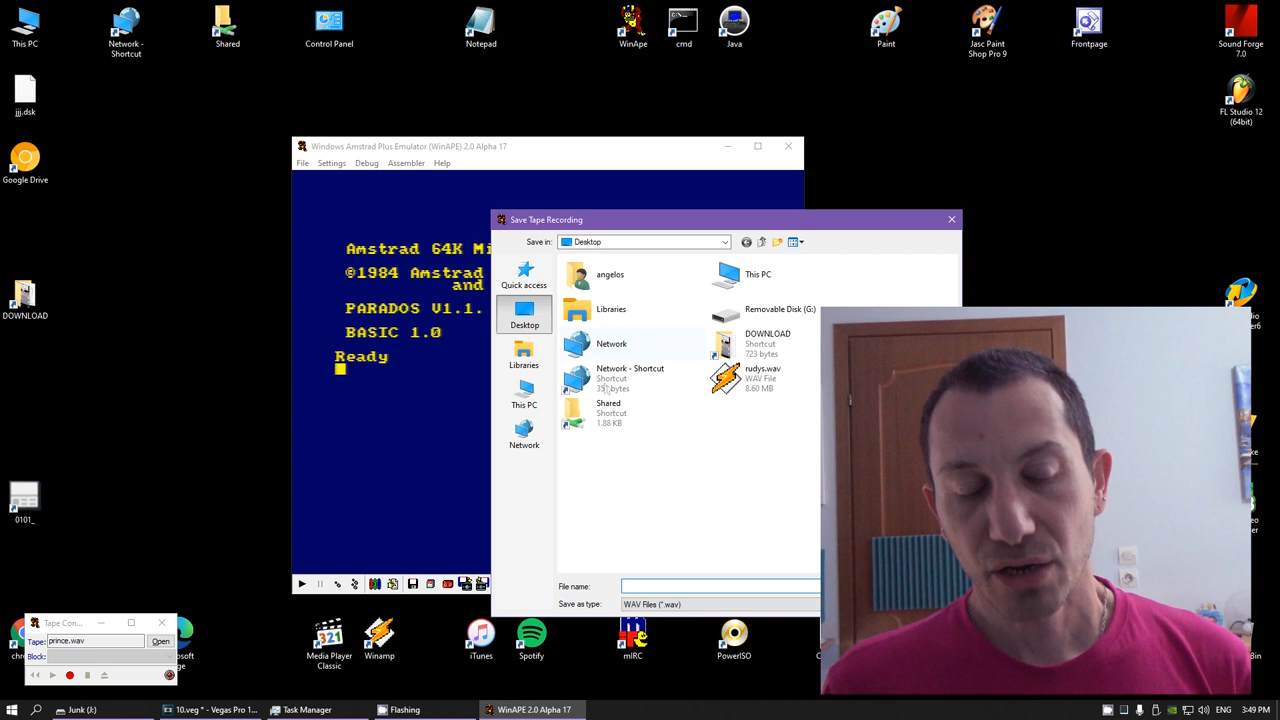 This PC
Network -
Shortcut
Shared
Control Panel
Notepad
WinApe
cmd
Java
Paint
Jasc Paint
Shop Pro 9
Frontpage
Sound Forge
7.0
jjj.dsk
FL Studio 12
(64bit)
Google Drive
DOWNLOAD
0101_
Windows Amstrad Plus Emulator (WinAPE) 2.0 Alpha 17
File Settings Debug Assembler Help
Amstrad 64K Mi
©1984 Amstrad
and
PARADOS V1.1.
BASIC 1.0
Ready
Save Tape Recording
Save in: Desktop
Quick access
Desktop
Libraries
This PC
Network
angelos
This PC
Libraries
Removable Disk (G:)
Network
DOWNLOAD
Shortcut
723 bytes
Network - Shortcut
Shortcut
bytes
rudys.wav
WAV File
8.60 MB
Shared
Shortcut
1.88 KB
File name:
Save as type: WAV Files (*.wav)
Tape Con...
Tape: prince.wav Open
Block:
Media Player
Classic
Winamp
iTunes
Spotify
mIRC
PowerISO
Junk (J:)
10.veg * - Vegas Pro 1...
Task Manager
Flashing
WinAPE 2.0 Alpha 17
ENG
3:49 PM